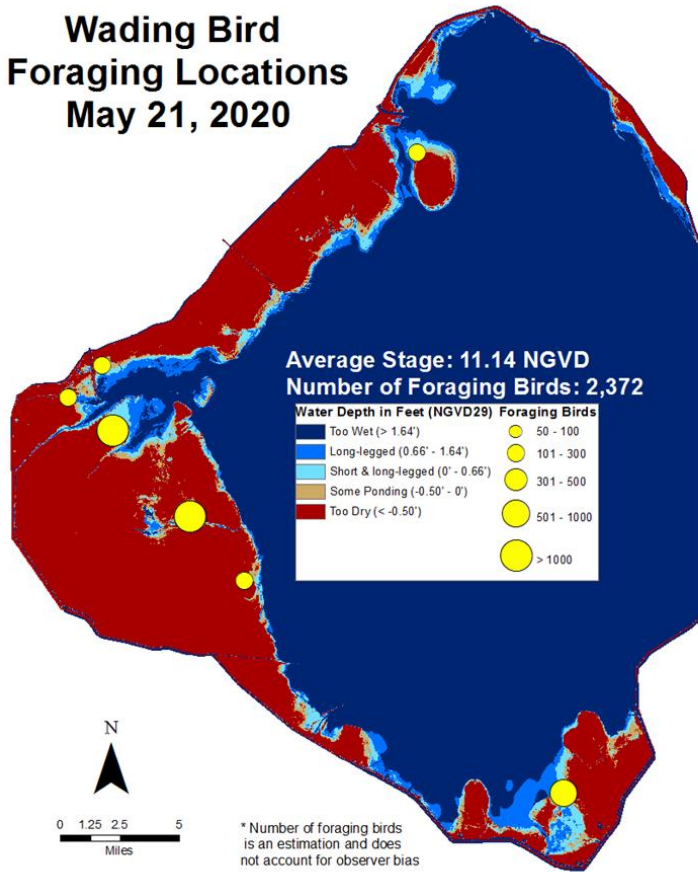 Wading Bird
Foraging Locations
May 21, 2020
Average Stage: 11.14 NGVD
Number of Foraging Birds: 2,372
Water Depth in Feet (NGVD29)
Too Wet (> 1.64')
Long-legged (0.66' - 1.64')
Short & long-legged (0' - 0.66')
Some Ponding (-0.50' - 0')
Too Dry (< -0.50')
Foraging Birds
50 - 100
101 - 300
301 - 500
501 - 1000
> 1000
N
0 1.25 2.5 5
Miles
* Number of foraging birds
is an estimation and does
not account for observer bias